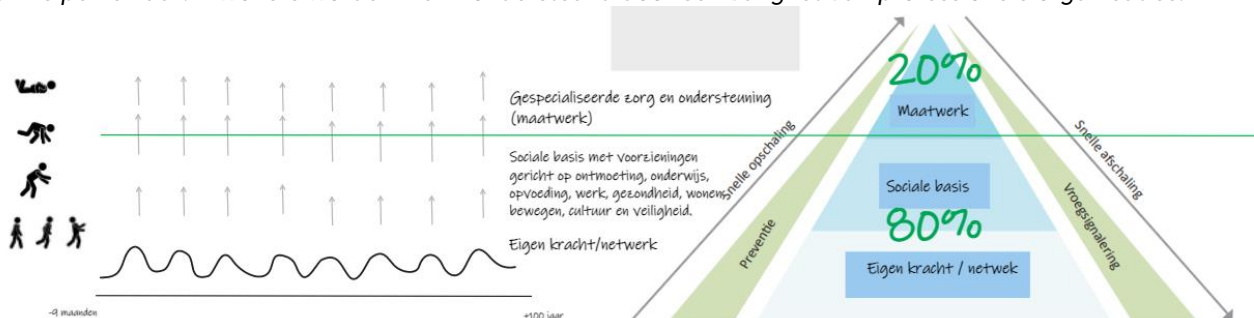 Gespecialiseerde zorg en ondersteuning
(maatwerk)
Sociale basis met voorzieningen
gericht op ontmoeting, onderwijs,
opvoeding, werk, gezondheid, wonen,
bewegen, cultuur en veiligheid.
Eigen kracht/netwerk
-9 maanden
+100 jaar
20%
Maatwerk
Sociale basis
80%
Eigen kracht / netwek
Snelle opschaling
Preventie
Snelle afschaling
Vroegsignalering